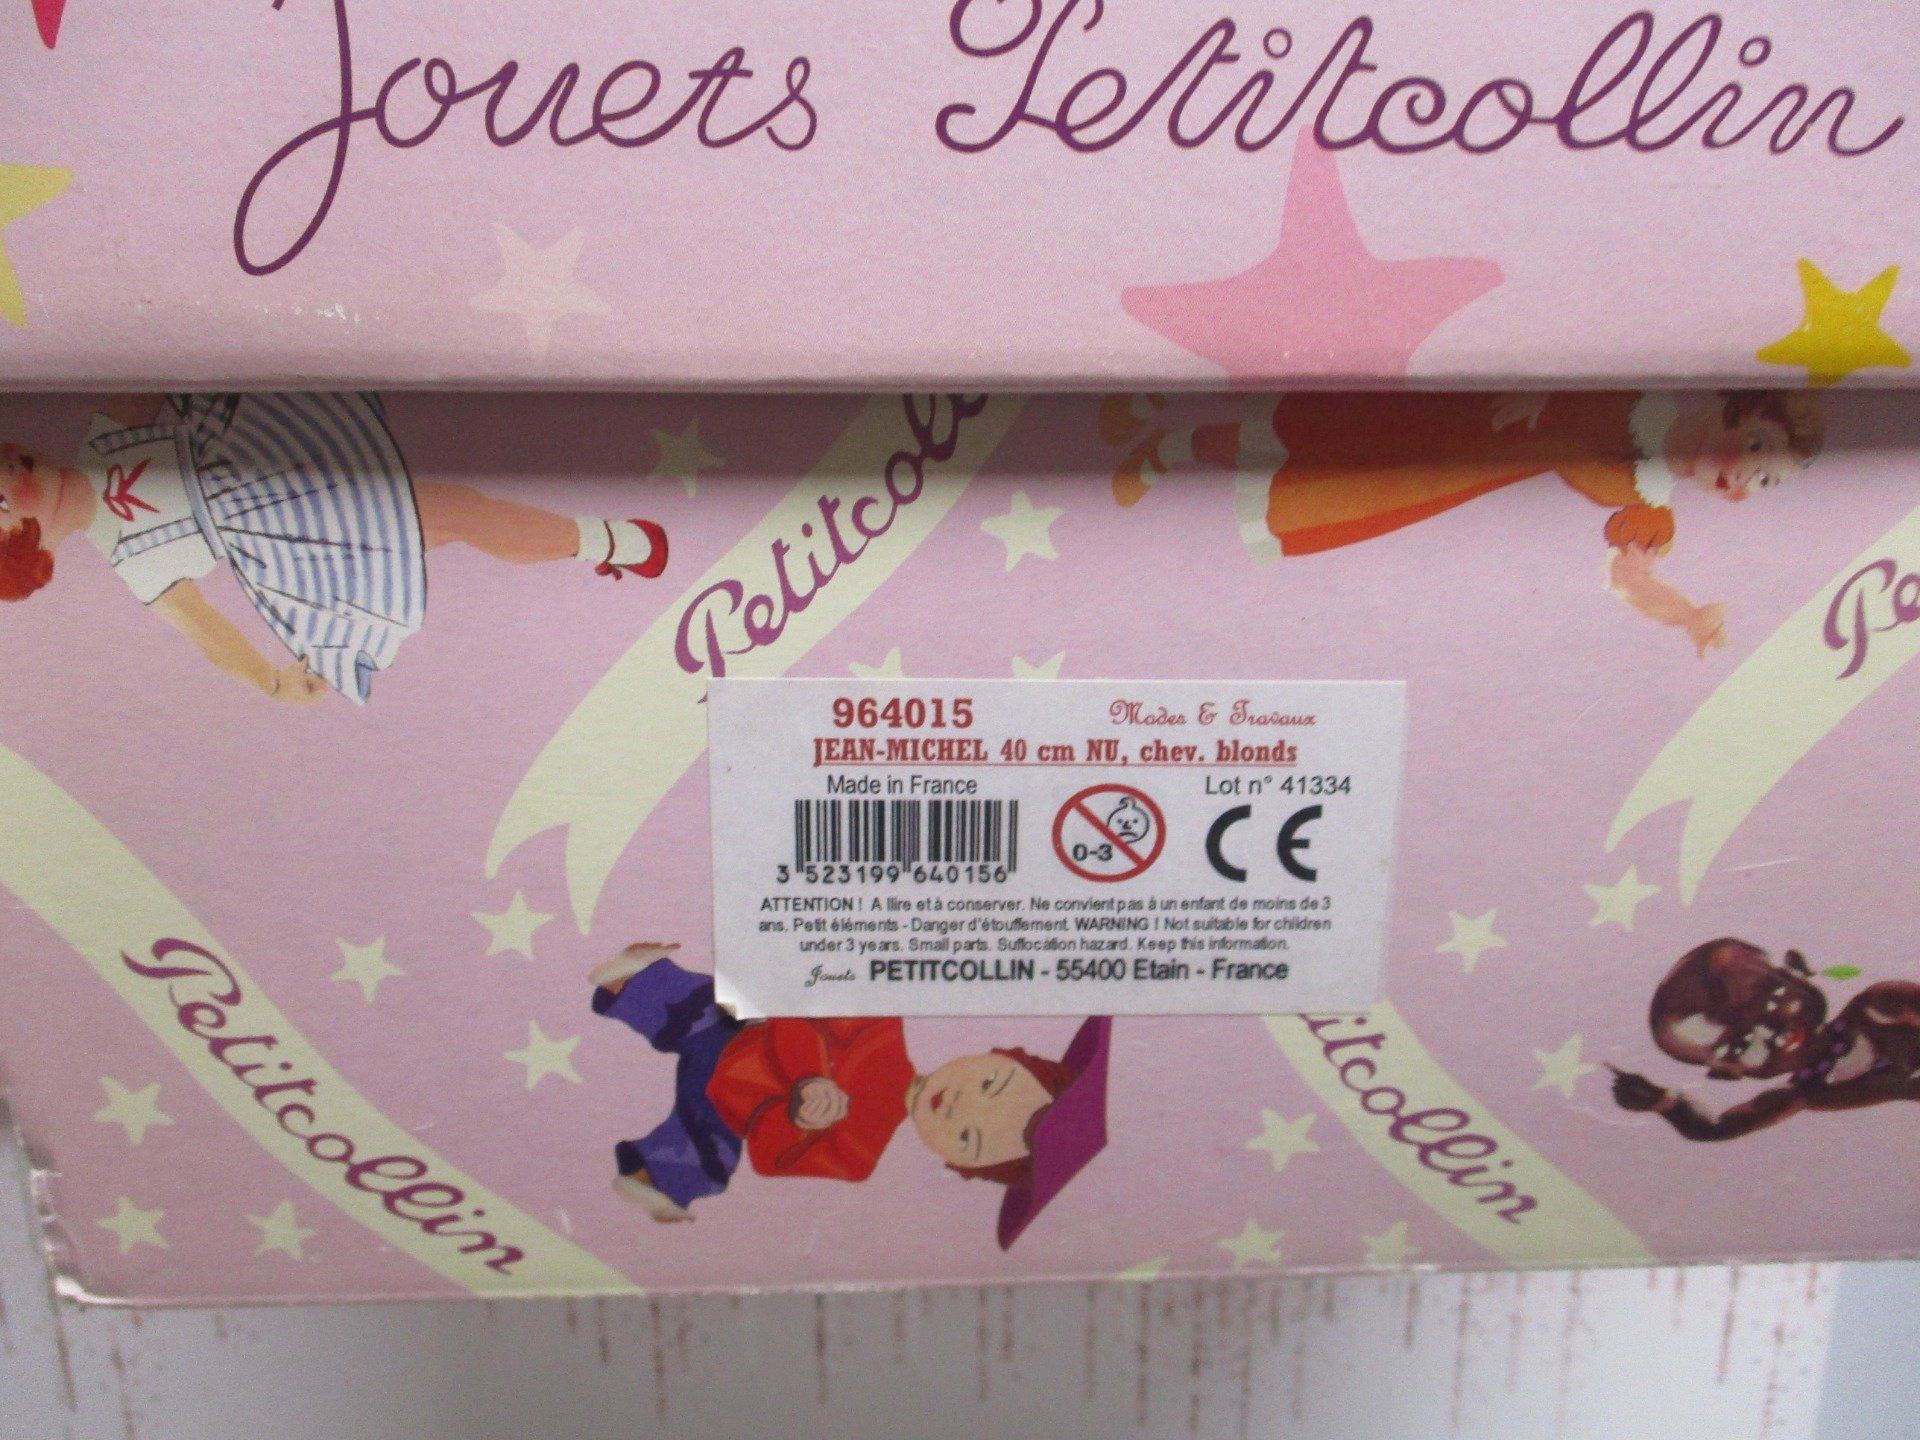 Jouets Petitcollin
Petitcoll
Petitcollin
964015 Modes & Travaux
JEAN-MICHEL 40 cm NU, chev. blonds
Made in France Lot n° 41334
0-3 CE
3 523199 640156
ATTENTION ! A lire et à conserver. Ne convient pas à un enfant de moins de 3
ans. Petit éléments - Danger d'étouffement. WARNING ! Not suitable for children
under 3 years. Small parts. Suffocation hazard. Keep this information.
Jouets PETITCOLLIN - 55400 Etain - France
Pe
titcollin